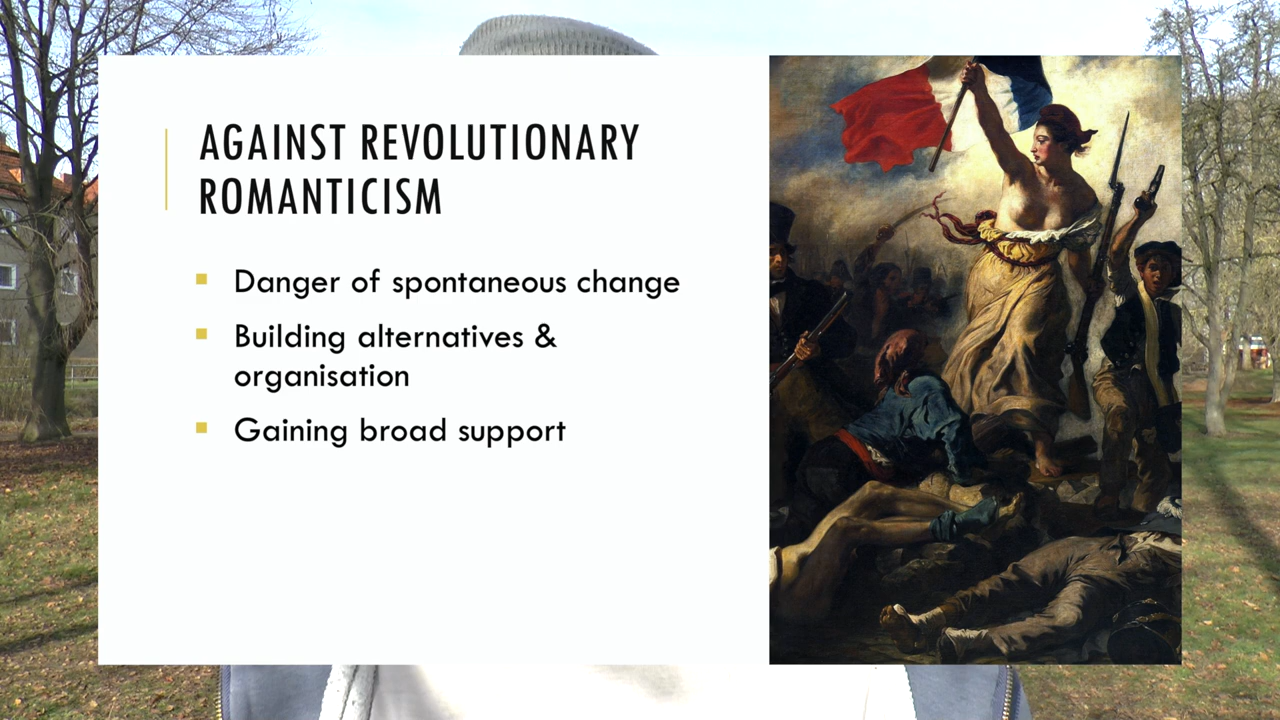 AGAINST REVOLUTIONARY
ROMANTICISM
Danger of spontaneous change
Building alternatives &
organisation
Gaining broad support